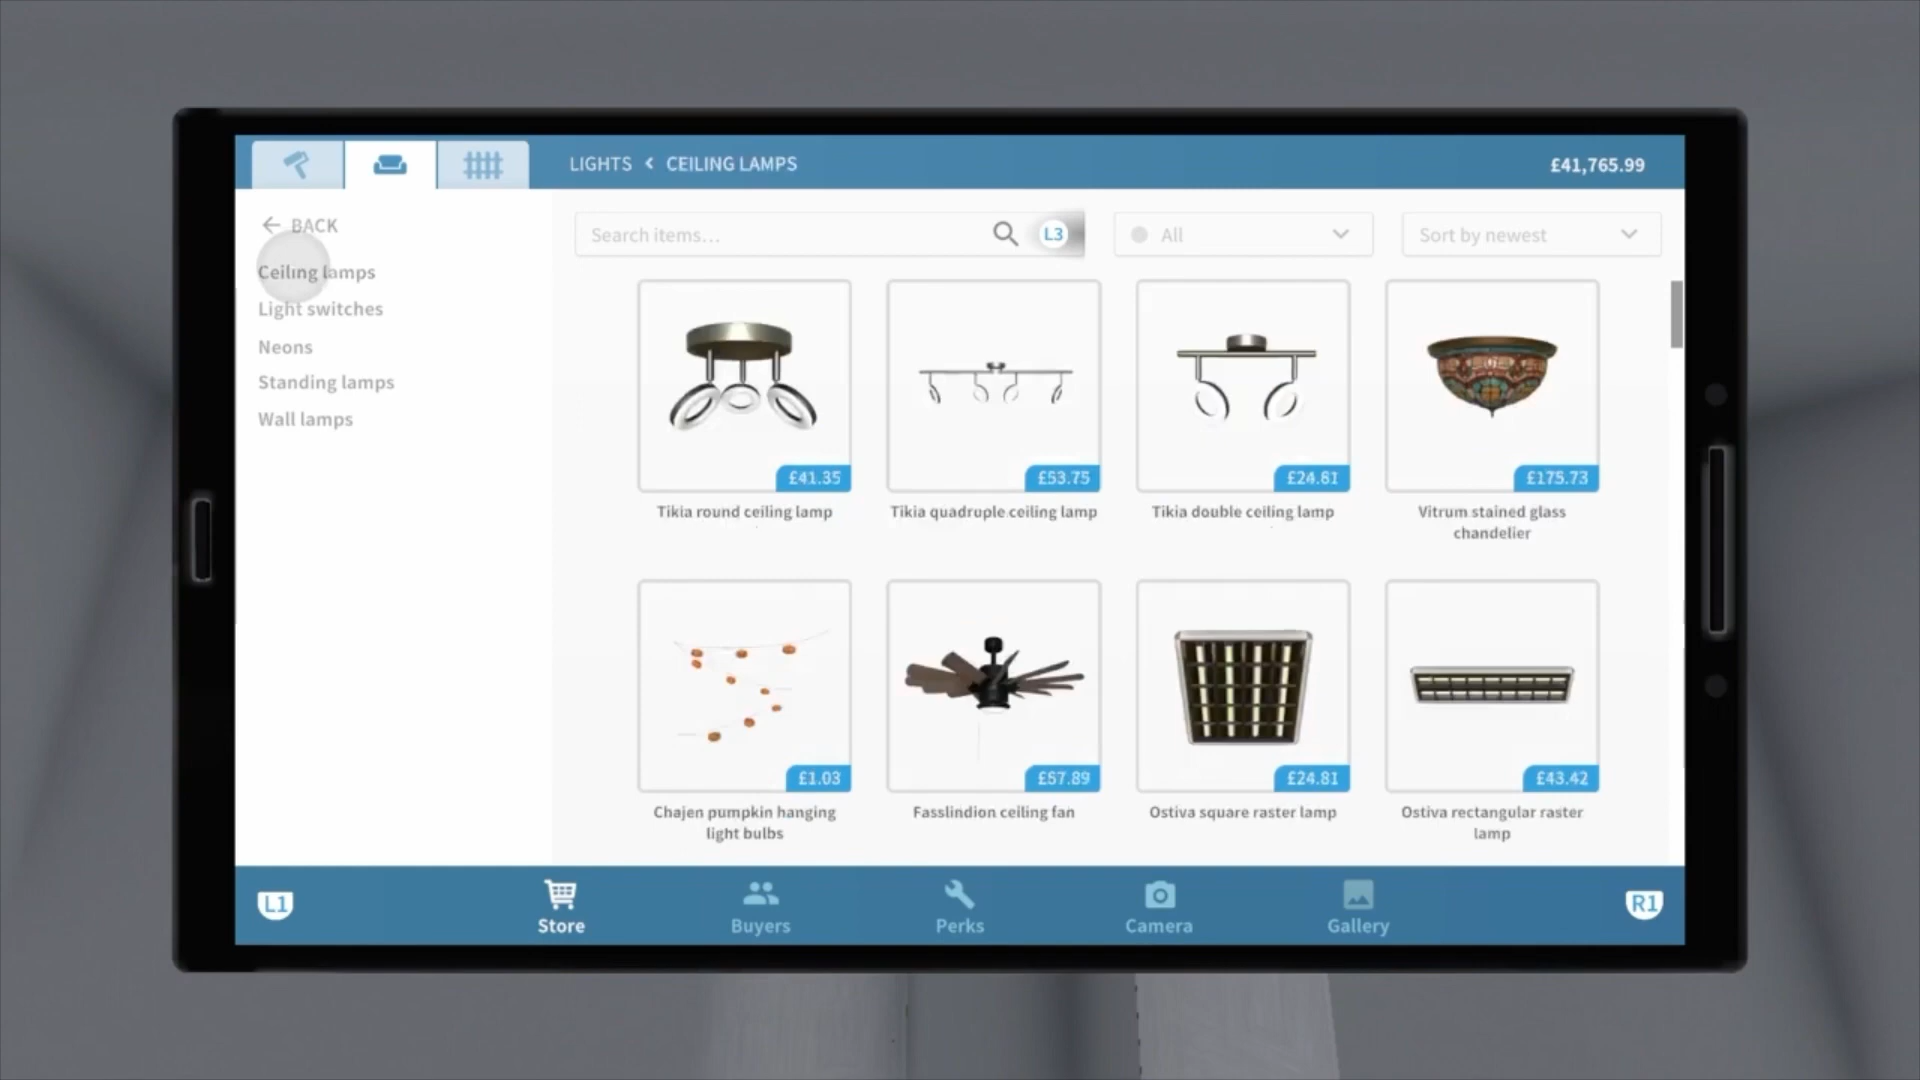 LIGHTS < CEILING LAMPS
£41,765.99
BACK
Ceiling lamps
Light switches
Neons
Standing lamps
Wall lamps
Search items...
L3
All
Sort by newest
£41.35
£53.75
£24.81
£175.73
Tikia round ceiling lamp
Tikia quadruple ceiling lamp
Tikia double ceiling lamp
Vitrum stained glass
chandelier
£1.03
£57.89
£24.81
£43.42
Chajen pumpkin hanging
light bulbs
Fasslindion ceiling fan
Ostiva square raster lamp
Ostiva rectangular raster
lamp
L1
Store
Buyers
Perks
Camera
Gallery
R1